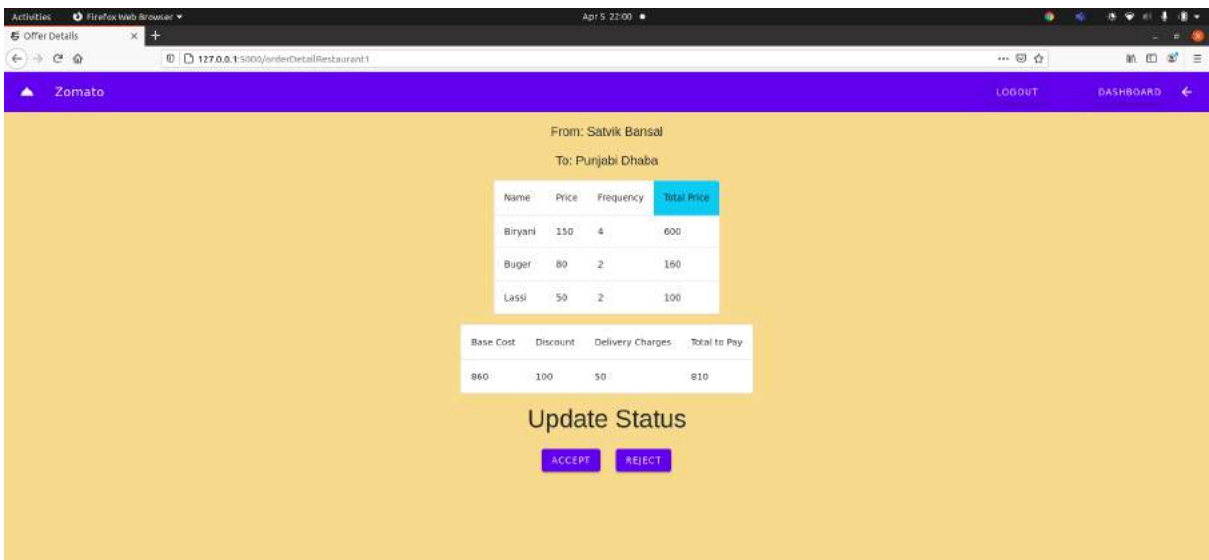 Activities Firefox Web Browser Apr 5 22:00
Offer Details
127.0.0.1:5000/orderDetailRestaurant1
Zomato LOGOUT DASHBOARD
From: Satvik Bansal
To: Punjabi Dhaba
Name Price Frequency Total Price
Biryani 150 4 600
Buger 80 2 160
Lassi 50 2 100
Base Cost Discount Delivery Charges Total to Pay
860 100 50 810
Update Status
ACCEPT REJECT